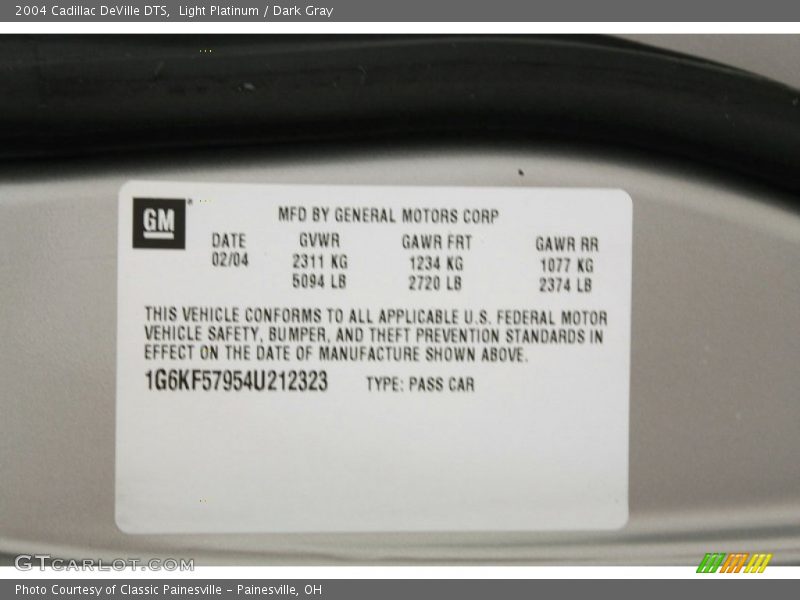 2004 Cadillac DeVille DTS,  Light Platinum / Dark Gray
GM
MFD BY GENERAL MOTORS CORP
DATE GVWR GAWR FRT GAWR RR
02/04 2311 KG 1234 KG 1077 KG
5094 LB 2720 LB 2374 LB
THIS VEHICLE CONFORMS TO ALL APPLICABLE U.S. FEDERAL MOTOR
VEHICLE SAFETY, BUMPER, AND THEFT PREVENTION STANDARDS IN
EFFECT ON THE DATE OF MANUFACTURE SHOWN ABOVE.
1G6KF57954U212323 TYPE: PASS CAR
GTCARLOT.COM
Photo Courtesy of Classic Painesville - Painesville, OH